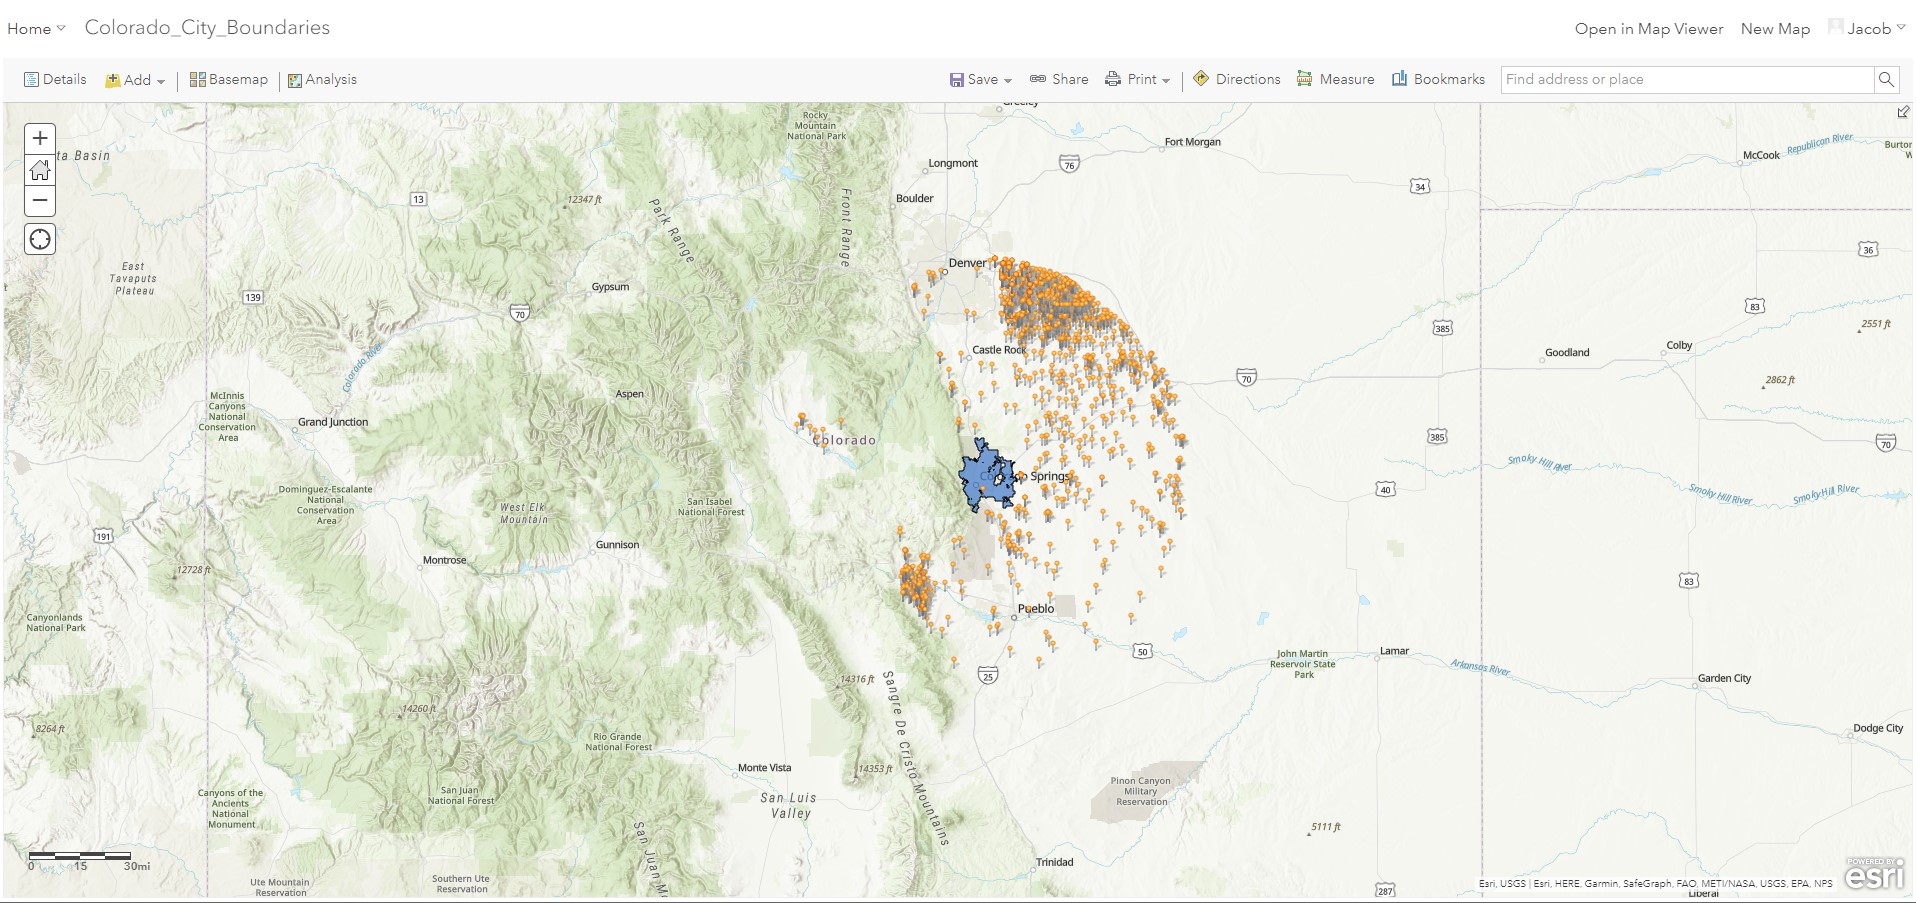 Home
Colorado_City_Boundaries
Open in Map Viewer
New Map
Jacob
Details
Add
Basemap
Analysis
Save
Share
Print
Directions
Measure
Bookmarks
Find address or place
+
−
Greeley
Rocky
Mountain
National Park
Fort Morgan
Longmont
76
ta Basin
McCook
Republican River
Burton
W
34
13
12347 ft
Park Range
Front Range
Boulder
36
East
Tavaputs
Plateau
Denver
Gypsum
139
70
83
385
2551 ft
Colorado River
Castle Rock
Goodland
Colby
70
2862 ft
McInnis
Canyons
National
Conservation
Area
Aspen
Grand Junction
Colorado
385
70
Smoky Hill River
Co
o Springs
Dominguez-Escalante
National
Conservation
Area
40
Smoky Hill River
Smoky Hill River
San Isabel
National Forest
West Elk
Mountain
191
Gunnison
Montrose
12728 ft
83
Pueblo
Canyonlands
National Park
50
John Martin
Reservoir State
Park
Lamar
Arkansas River
25
Garden City
14316 ft
Sangre De Cristo Mountains
14260 ft
8264 ft
Rio Grande
National Forest
Dodge City
Monte Vista
14353 ft
San Juan
National Forest
San Luis
Valley
Pinon Canyon
Military
Reservation
Canyons of the
Ancients
National
Monument
San Juan M
5111 ft
0 15 30mi
Trinidad
Ute Mountain
Reservation
Southern Ute
Reservation
287
Liberal
Esri, USGS | Esri, HERE, Garmin, SafeGraph, FAO, METI/NASA, USGS, EPA, NPS
POWERED BY
esri